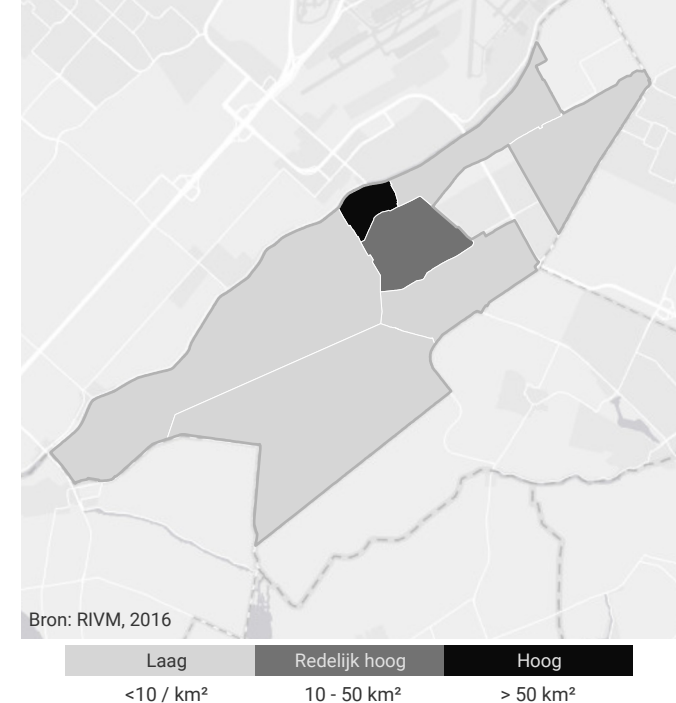 Bron: RIVM, 2016
Laag Redelijk hoog Hoog
<10 / km² 10 - 50 km² > 50 km²